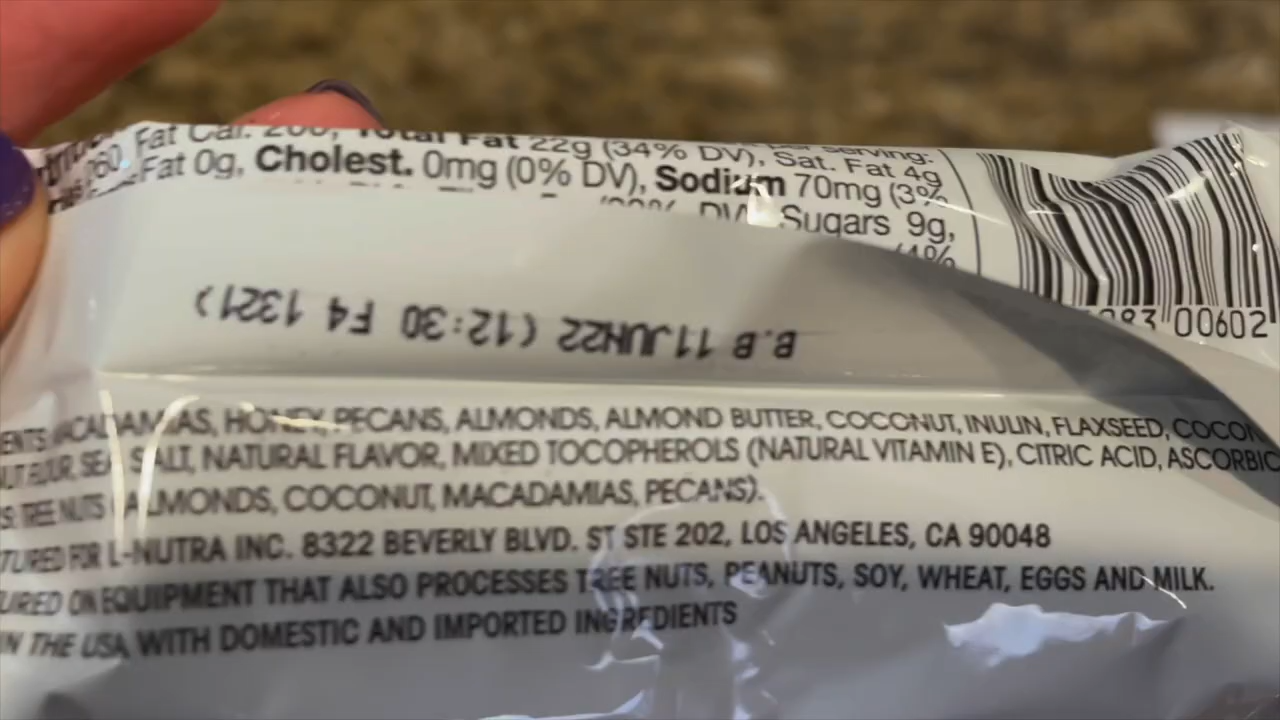 Fat Cal. 200, Total Fat 22g (34% DV), Sat. Fat 4g
Fat 0g, Cholest. 0mg (0% DV), Sodium 70mg (3%
Sugars 9g,
B.B 11JUN22 (12:30 F4 1321)
00602
MACADAMIAS, HONEY, PECANS, ALMONDS, ALMOND BUTTER, COCONUT, INULIN, FLAXSEED,
SEA SALT, NATURAL FLAVOR, MIXED TOCOPHEROLS (NATURAL VITAMIN E), CITRIC ACID, ASCORBIC
TREE NUTS (ALMONDS, COCONUT, MACADAMIAS, PECANS).
FOR L-NUTRA INC. 8322 BEVERLY BLVD. ST STE 202, LOS ANGELES, CA 90048
ON EQUIPMENT THAT ALSO PROCESSES TREE NUTS, PEANUTS, SOY, WHEAT, EGGS AND MILK.
IN THE USA WITH DOMESTIC AND IMPORTED INGREDIENTS